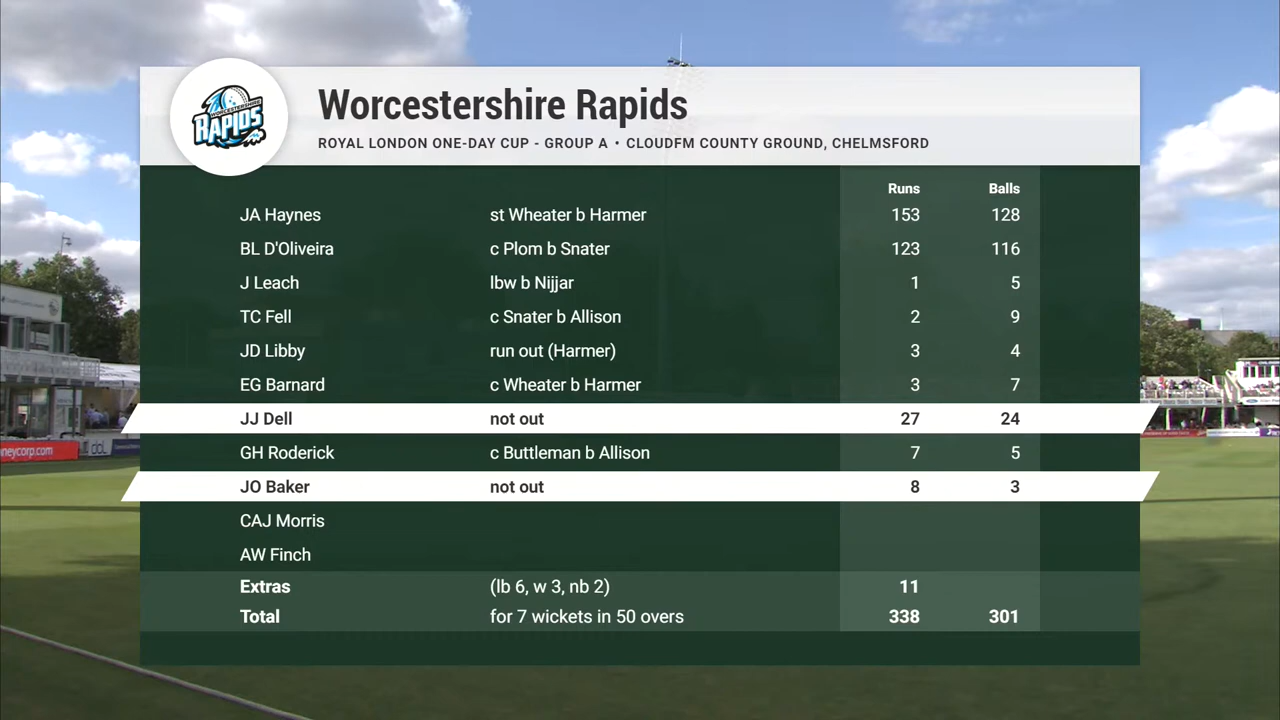 WORCESTERSHIRE
RAPIDS
Worcestershire Rapids
ROYAL LONDON ONE-DAY CUP - GROUP A • CLOUDFM COUNTY GROUND, CHELMSFORD
Runs Balls
JA Haynes st Wheater b Harmer 153 128
BL D'Oliveira c Plom b Snater 123 116
J Leach lbw b Nijjar 1 5
TC Fell c Snater b Allison 2 9
JD Libby run out (Harmer) 3 4
EG Barnard c Wheater b Harmer 3 7
JJ Dell not out 27 24
GH Roderick c Buttleman b Allison 7 5
JO Baker not out 8 3
CAJ Morris
AW Finch
Extras (lb 6, w 3, nb 2) 11
Total for 7 wickets in 50 overs 338 301
neycorp.com